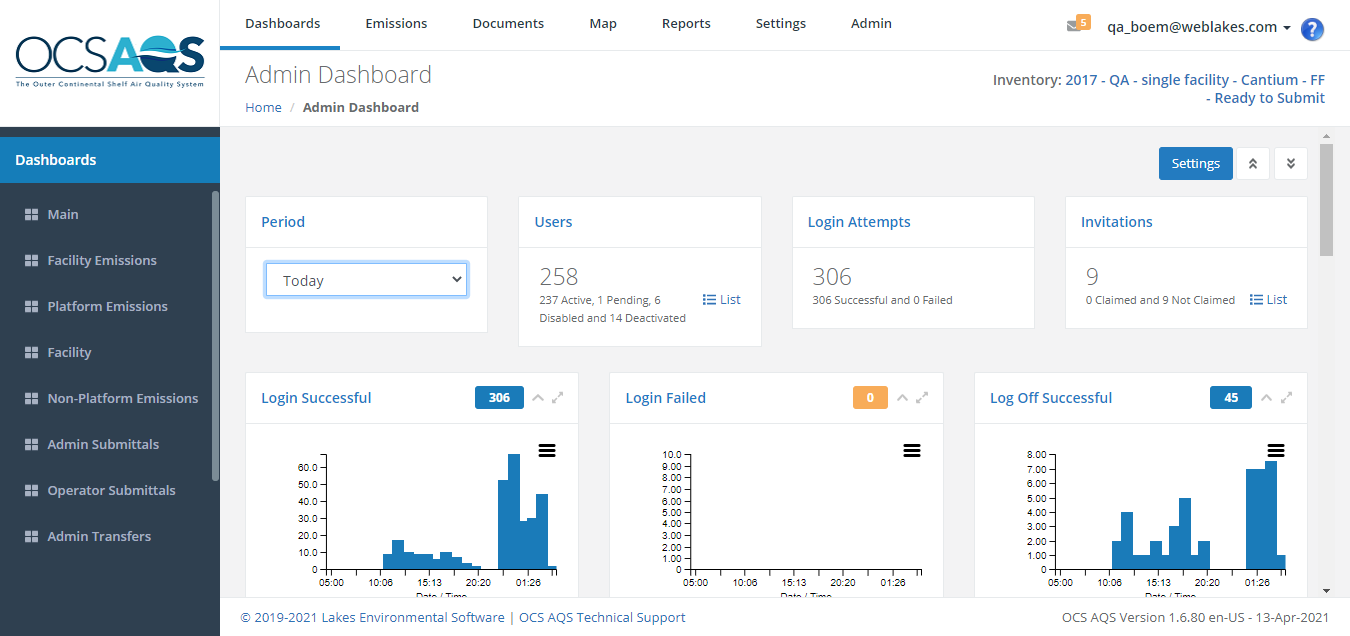 OCSAQS
The Outer Continental Shelf Air Quality System
Dashboards
Emissions
Documents
Map
Reports
Settings
Admin
5
qa_boem@weblakes.com
?
Admin Dashboard
Home / Admin Dashboard
Inventory: 2017 - QA - single facility - Cantium - FF
- Ready to Submit
Dashboards
Main
Facility Emissions
Platform Emissions
Facility
Non-Platform Emissions
Admin Submittals
Operator Submittals
Admin Transfers
Settings
Period
Today
Users
258
237 Active, 1 Pending, 6
Disabled and 14 Deactivated
List
Login Attempts
306
306 Successful and 0 Failed
Invitations
9
0 Claimed and 9 Not Claimed
List
Login Successful
306
60.0
50.0
40.0
30.0
20.0
10.0
0
05:00 10:06 15:13 20:20 01:26
Date / Time
Login Failed
0
10.0
9.00
8.00
7.00
6.00
5.00
4.00
3.00
2.00
1.00
0
05:00 10:06 15:13 20:20 01:26
Date / Time
Log Off Successful
45
8.00
7.00
6.00
5.00
4.00
3.00
2.00
1.00
0
05:00 10:06 15:13 20:20 01:26
Date / Time
© 2019-2021 Lakes Environmental Software | OCS AQS Technical Support
OCS AQS Version 1.6.80 en-US - 13-Apr-2021